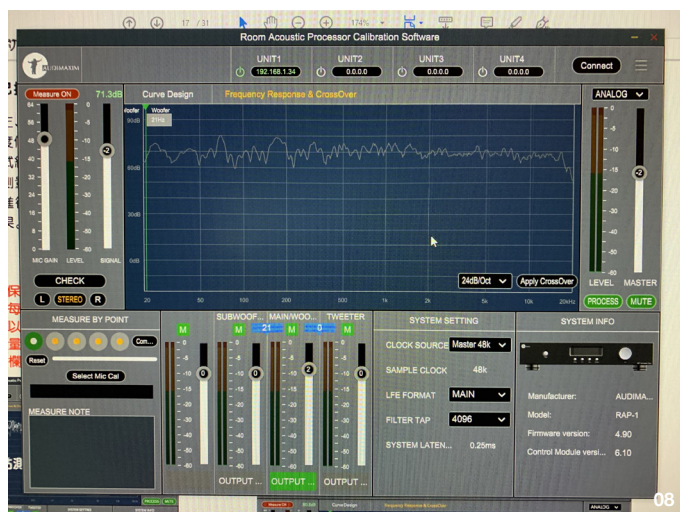 17 / 31
174%
Room Acoustic Processor Calibration Software
AUDIMAXIM
UNIT1
192.168.1.34
UNIT2
0.0.0.0
UNIT3
0.0.0.0
UNIT4
0.0.0.0
Connect
Measure ON
71.3dB
Curve Design
Frequency Response & CrossOver
ANALOG
Woofer
21Hz
90dB
60dB
30dB
0dB
24dB/Oct
Apply CrossOver
20
50
100
200
500
1k
2k
5k
10k
20kHz
MIC GAIN
LEVEL
SIGNAL
CHECK
L
STEREO
R
LEVEL
MASTER
PROCESS
MUTE
MEASURE BY POINT
Com...
Reset
Select Mic Cal
MEASURE NOTE
SUBWOOF...
MAIN/WOO...
TWEETER
M
21
M
0
M
M
OUTPUT ...
OUTPUT ...
OUTPUT ...
SYSTEM SETTING
CLOCK SOURCE
Master 48k
SAMPLE CLOCK
48k
LFE FORMAT
MAIN
FILTER TAP
4096
SYSTEM LATEN...
0.25ms
SYSTEM INFO
Manufacturer:
AUDIMA...
Model:
RAP-1
Firmware version:
4.90
Control Module versi...
6.10
08